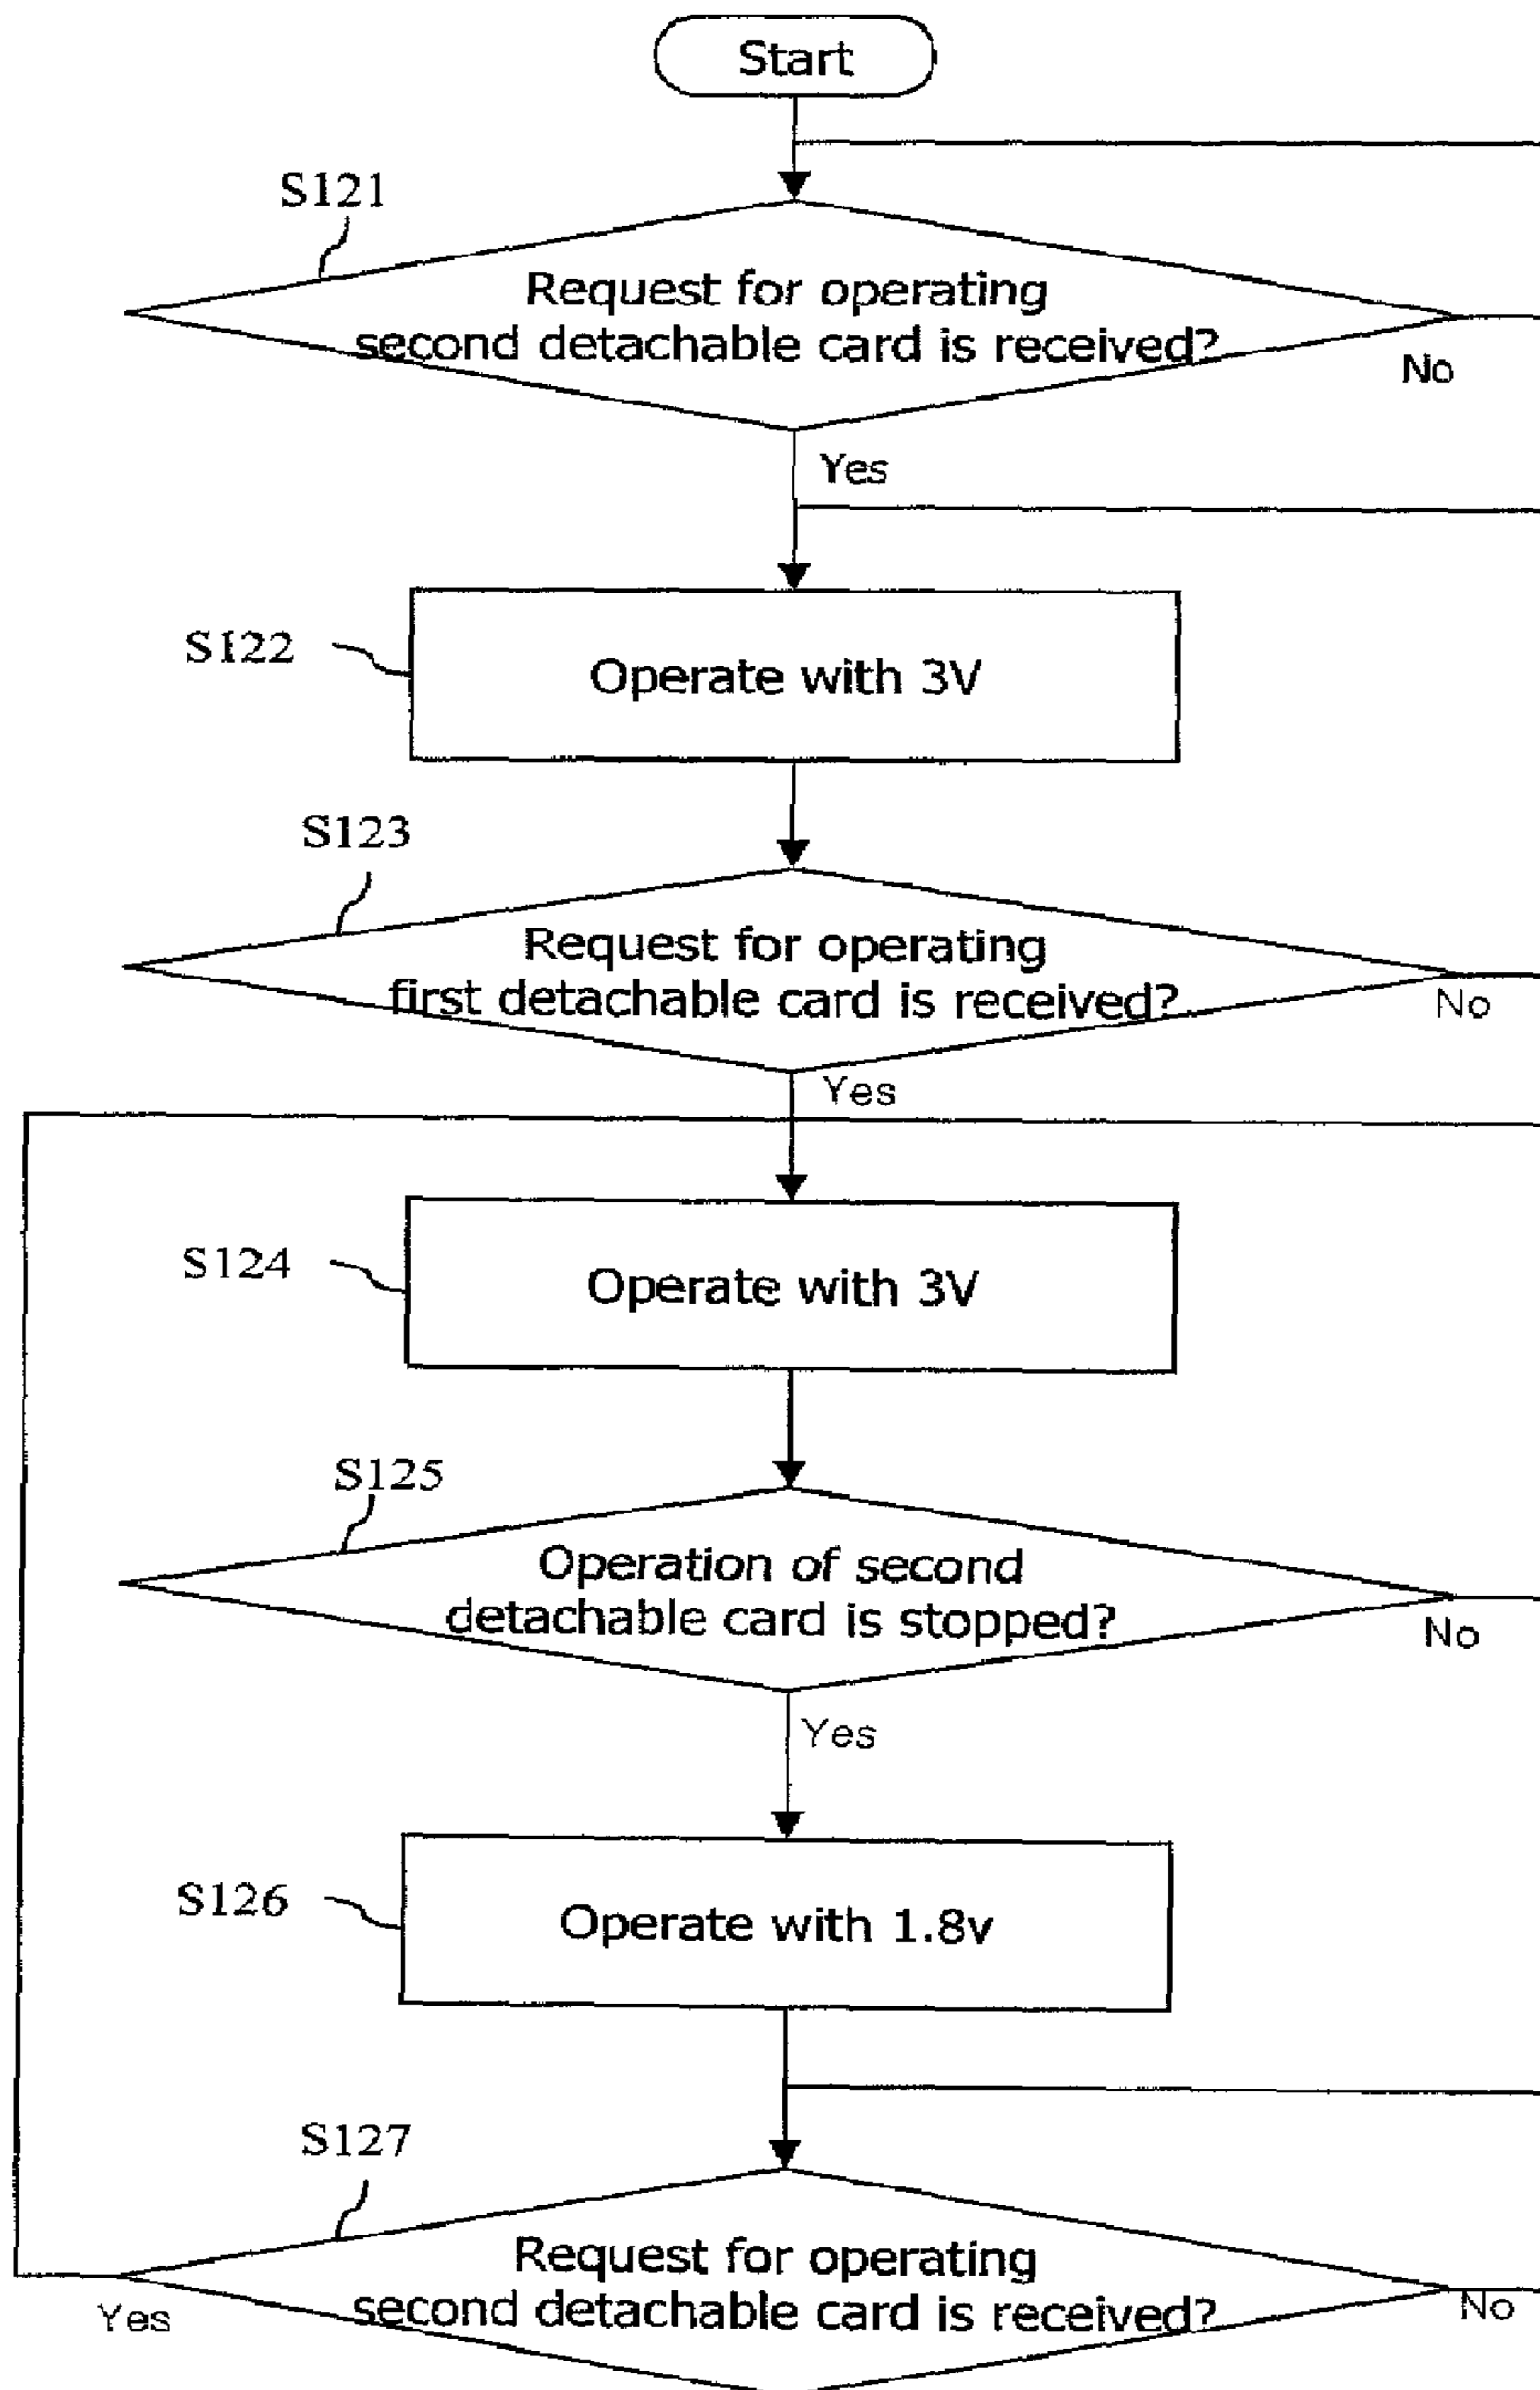 Start
S121
Request for operating
second detachable card is received?
No
Yes
S122
Operate with 3V
S123
Request for operating
first detachable card is received?
No
Yes
S124
Operate with 3V
S125
Operation of second
detachable card is stopped?
No
Yes
S126
Operate with 1.8v
S127
Request for operating
second detachable card is received?
Yes
No